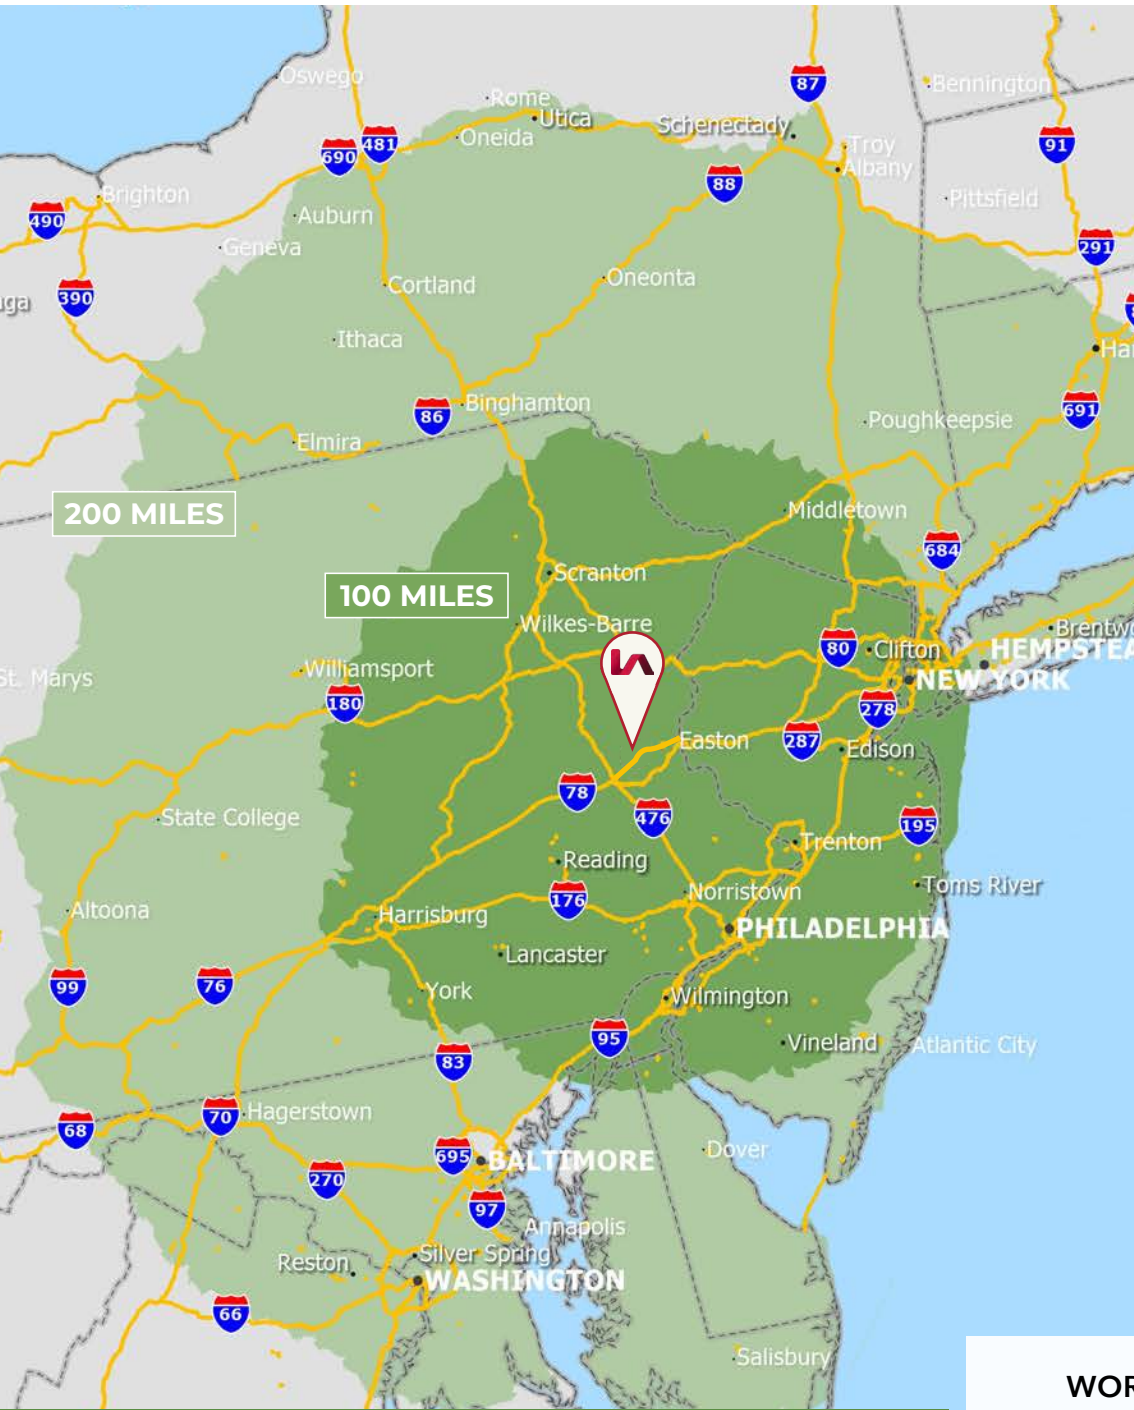 Oswego
87
Bennington
Rome
Utica
Schenectady
Oneida
481
690
91
Troy
Albany
88
Brighton
Pittsfield
490
Auburn
Geneva
291
Oneonta
Cortland
390
Ithaca
Binghamton
86
691
Poughkeepsie
Elmira
200 MILES
Middletown
684
Scranton
100 MILES
Wilkes-Barre
80
Clifton
HEMPSTEA
St. Marys
Williamsport
NEW YORK
180
278
Easton
287
Edison
78
State College
476
195
Trenton
Reading
Toms River
Norristown
176
Altoona
Harrisburg
PHILADELPHIA
Lancaster
99
76
York
Wilmington
95
Vineland
Atlantic City
83
Hagerstown
70
68
Dover
695
BALTIMORE
270
97
Annapolis
Silver Spring
Reston
WASHINGTON
66
Salisbury
WOR